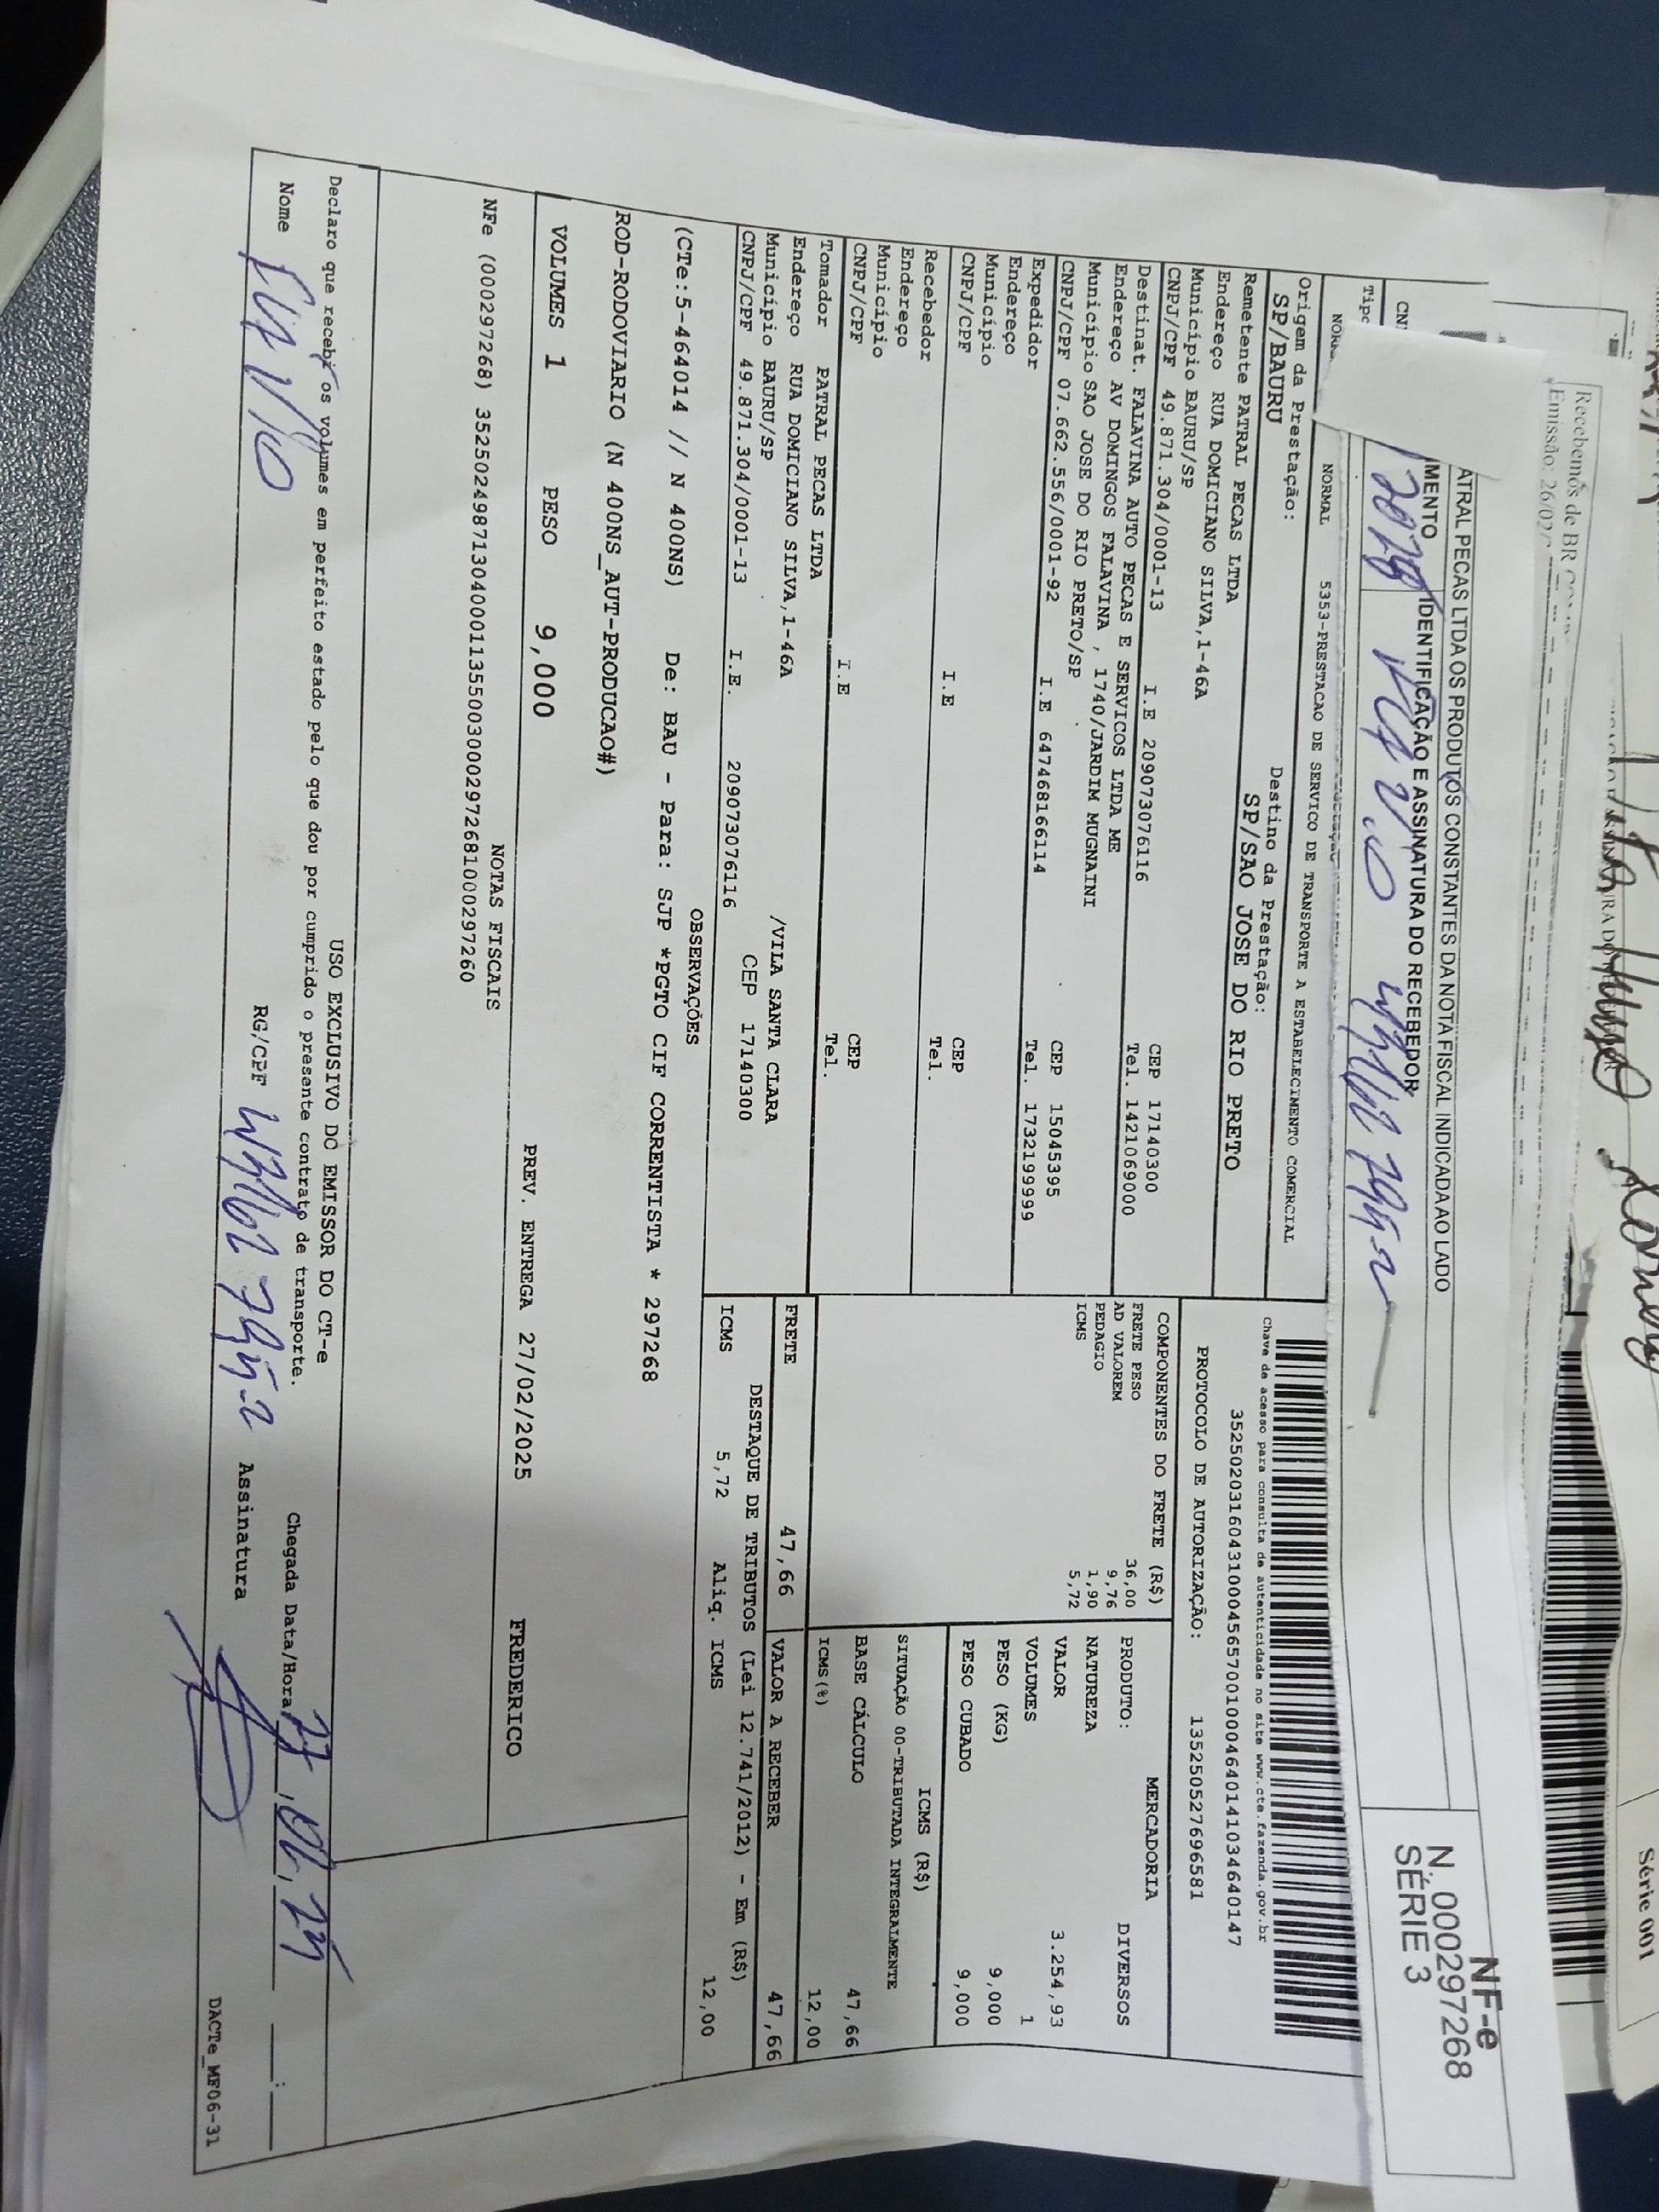 Série 001
Recebemos de BR
Emissão: 26/02/
ATRAL PECAS LTDA OS PRODUTOS CONSTANTES DA NOTA FISCAL INDICADA AO LADO
MENTO IDENTIFICAÇÃO E ASSINATURA DO RECEBEDOR
NF-e
N. 000297268
SÉRIE 3
CN
Tipo
NORMAL 5353-PRESTACAO DE SERVICO DE TRANSPORTE A ESTABELECIMENTO COMERCIAL
Chave de acesso para consulta de autenticidade no site www.cte.fazenda.gov.br
35250203160431000456570010004640141034640147
Origem da Prestação:
SP/BAURU
Destino da Prestação:
SP/SAO JOSE DO RIO PRETO
PROTOCOLO DE AUTORIZAÇÃO: 135250527696581
Remetente PATRAL PECAS LTDA
Endereço RUA DOMICIANO SILVA,1-46A
Município BAURU/SP CEP 17140300
CNPJ/CPF 49.871.304/0001-13 I.E 209073076116 Tel. 1421069000
Destinat. FALAVINA AUTO PECAS E SERVICOS LTDA ME
Endereço AV DOMINGOS FALAVINA , 1740/JARDIM MUGNAINI
Município SAO JOSE DO RIO PRETO/SP CEP 15045395
CNPJ/CPF 07.662.556/0001-92 I.E 647468166114 Tel. 1732199999
Expedidor
Endereço
Município CEP
CNPJ/CPF I.E Tel.
Recebedor
Endereço
Município CEP
CNPJ/CPF I.E Tel.
Tomador PATRAL PECAS LTDA
Endereço RUA DOMICIANO SILVA,1-46A /VILA SANTA CLARA
Município BAURU/SP CEP 17140300
CNPJ/CPF 49.871.304/0001-13 I.E. 209073076116
COMPONENTES DO FRETE (R$)
FRETE PESO 36,00
AD VALOREM 9,76
PEDAGIO 1,90
ICMS 5,72
MERCADORIA
PRODUTO: DIVERSOS
NATUREZA
VALOR 3.254,93
VOLUMES 1
PESO (KG) 9,000
PESO CUBADO 9,000
ICMS (R$)
SITUAÇÃO 00-TRIBUTADA INTEGRALMENTE
BASE CÁLCULO 47,66
ICMS(%) 12,00
FRETE 47,66 VALOR A RECEBER 47,66
DESTAQUE DE TRIBUTOS (Lei 12.741/2012) - Em (R$)
ICMS 5,72 Aliq. ICMS 12,00
OBSERVAÇÕES
(CTe:5-464014 // N 400NS) De: BAU - Para: SJP *PGTO CIF CORRENTISTA * 297268
ROD-RODOVIARIO (N 400NS_AUT-PRODUCAO#)
VOLUMES 1 PESO 9,000 PREV. ENTREGA 27/02/2025 FREDERICO
NOTAS FISCAIS
NFe (000297268) 35250249871304000113550030002972681000297260
USO EXCLUSIVO DO EMISSOR DO CT-e
Declaro que recebi os volumes em perfeito estado pelo que dou por cumprido o presente contrato de transporte.
Chegada Data/Hora
Nome RG/CPF Assinatura
DACTe_MF06-31